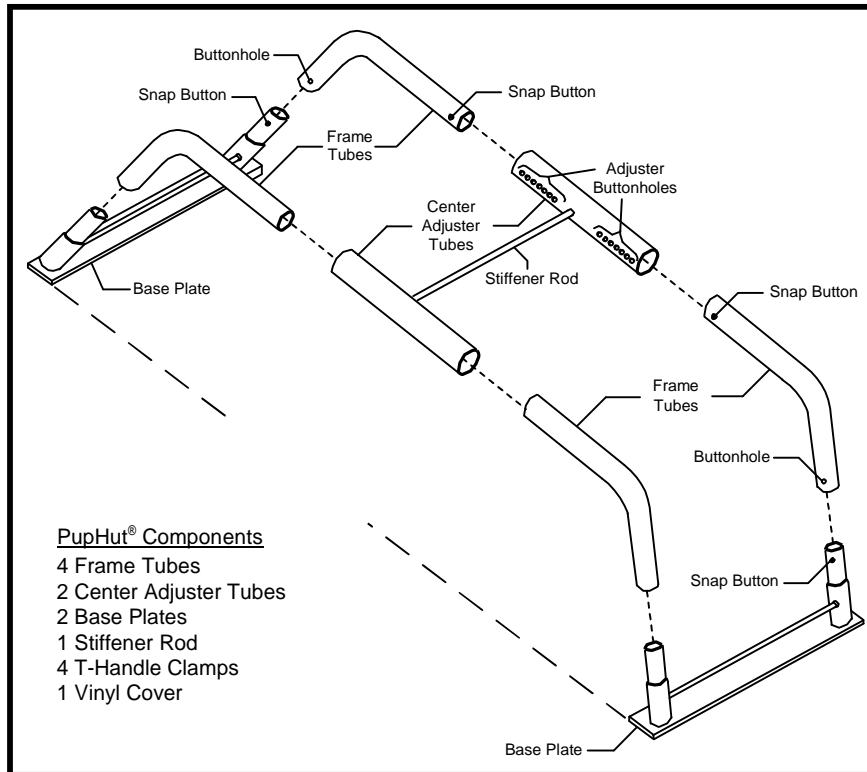 Buttonhole
Snap Button
Snap Button
Frame
Tubes
Adjuster
Buttonholes
Center
Adjuster
Tubes
Stiffener Rod
Base Plate
Snap Button
Frame
Tubes
Buttonhole
Snap Button
Base Plate
PupHut® Components
4 Frame Tubes
2 Center Adjuster Tubes
2 Base Plates
1 Stiffener Rod
4 T-Handle Clamps
1 Vinyl Cover